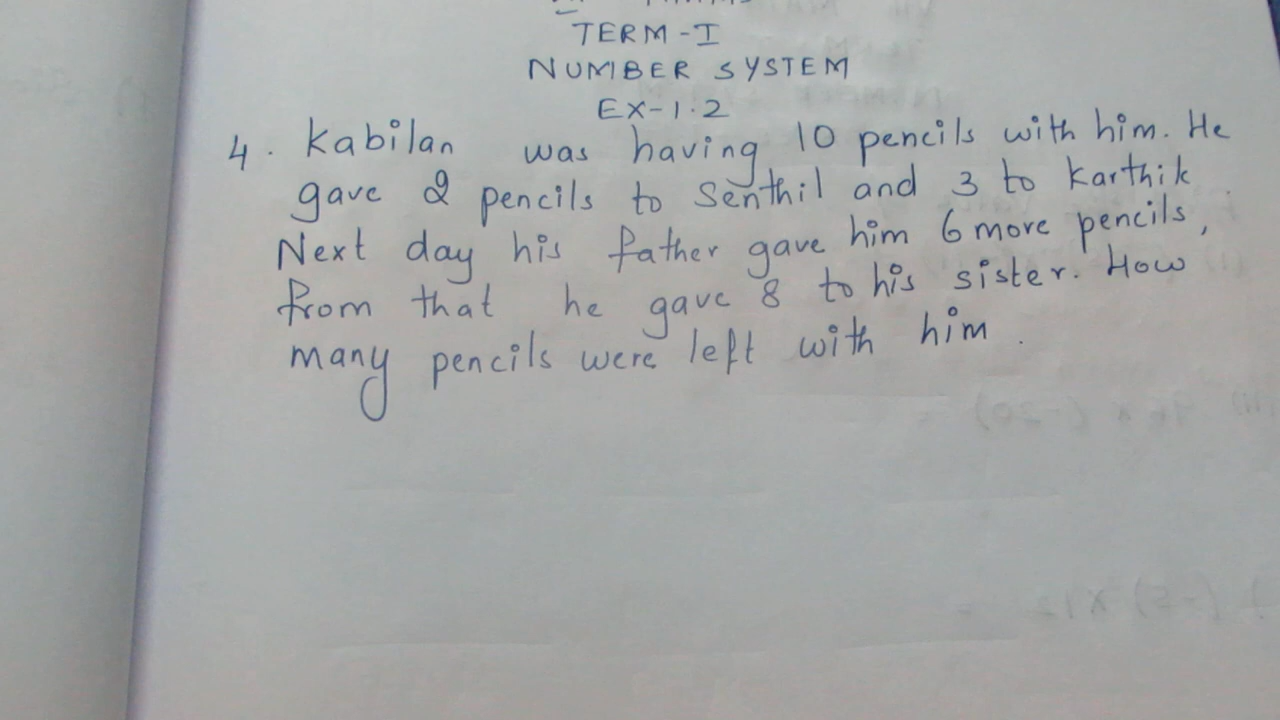 TERM - I
NUMBER SYSTEM
EX-1.2
4. Kabilan was having 10 pencils with him. He
gave 2 pencils to Senthil and 3 to Karthik
Next day his father gave him 6 more pencils,
from that he gave 8 to his sister. How
many pencils were left with him.